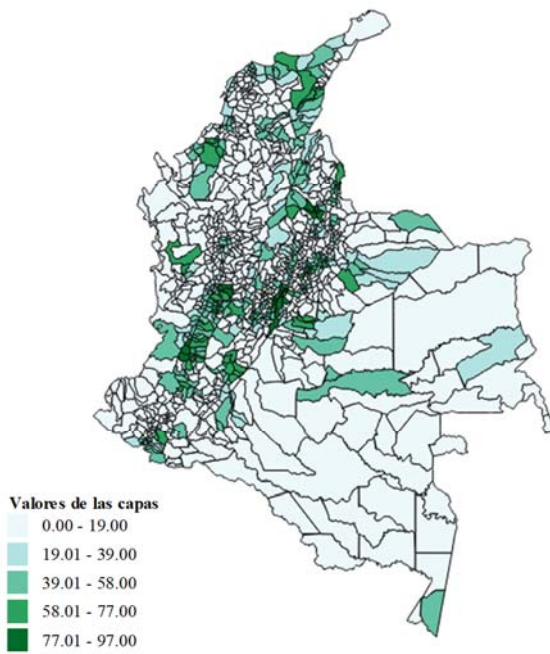 Valores de las capas
0.00 - 19.00
19.01 - 39.00
39.01 - 58.00
58.01 - 77.00
77.01 - 97.00